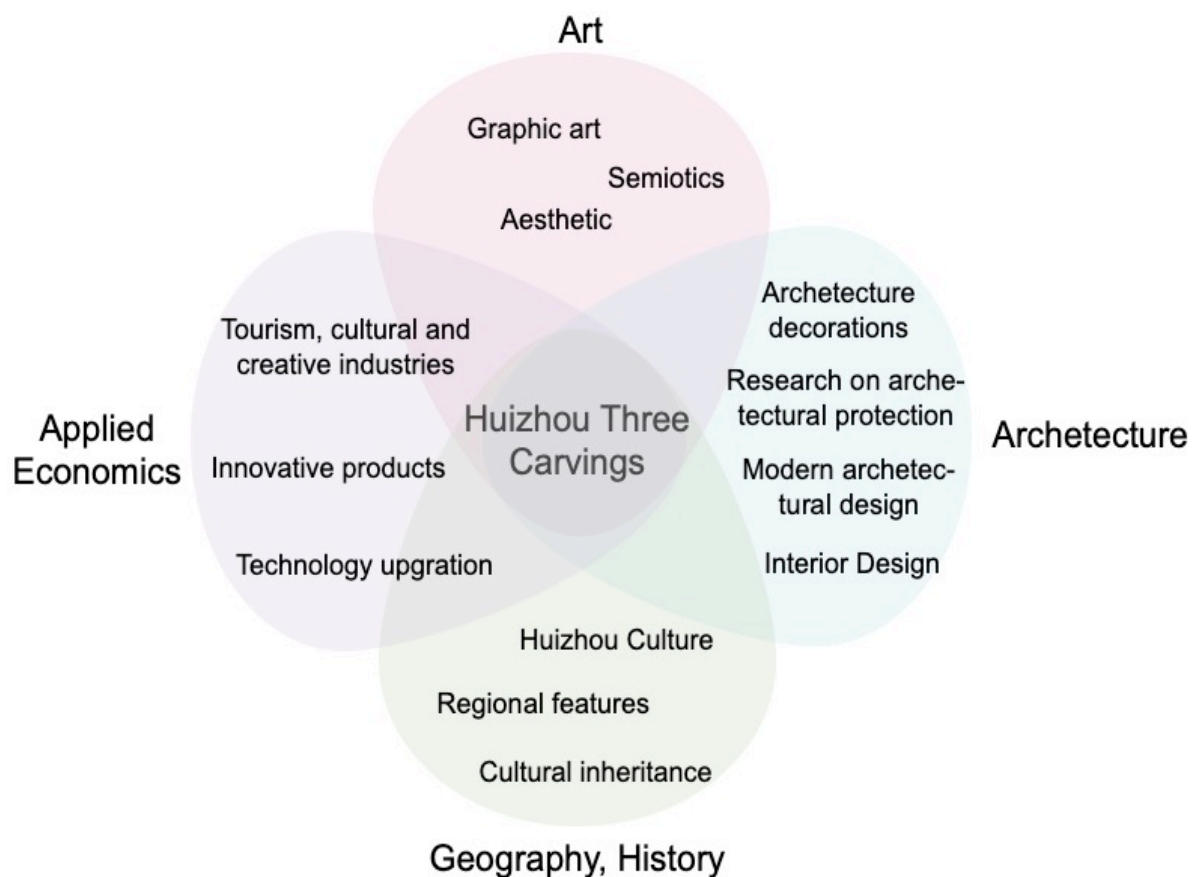 Art
Graphic art
Semiotics
Aesthetic
Applied
Economics
Tourism, cultural and
creative industries
Innovative products
Technology upgration
Huizhou Three
Carvings
Archetecture
decorations
Research on arche-
tectural protection
Modern archetec-
tural design
Interior Design
Archetecture
Huizhou Culture
Regional features
Cultural inheritance
Geography, History